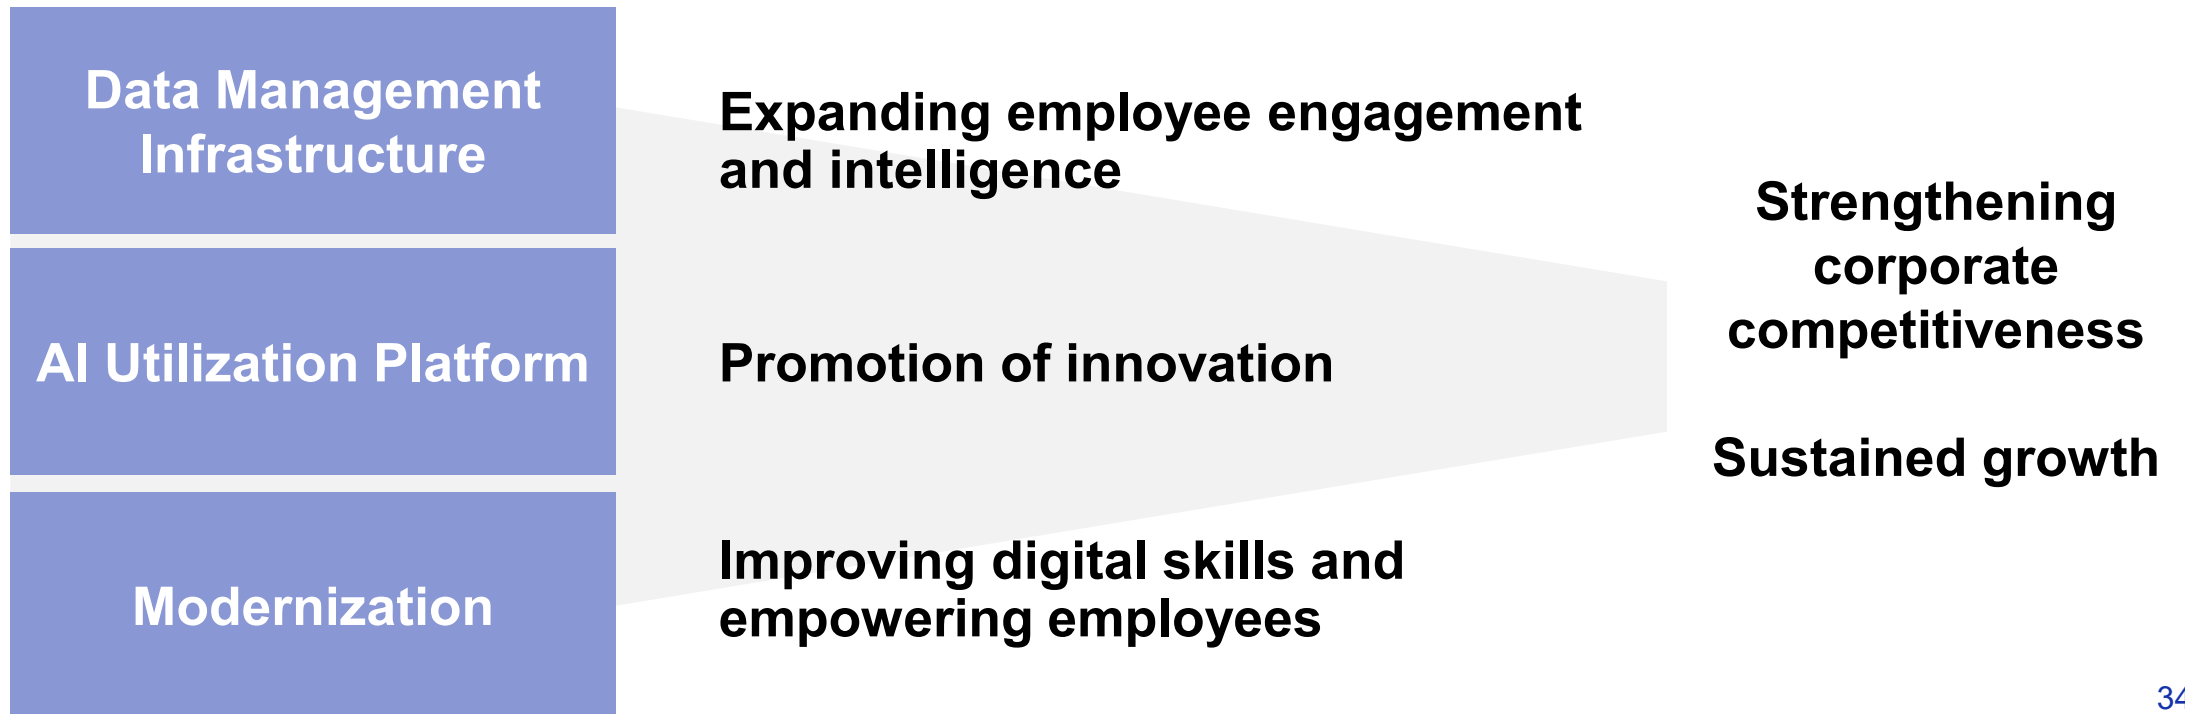 Data Management
Infrastructure
Expanding employee engagement
and intelligence
AI Utilization Platform
Promotion of innovation
Modernization
Improving digital skills and
empowering employees
Strengthening
corporate
competitiveness
Sustained growth
34